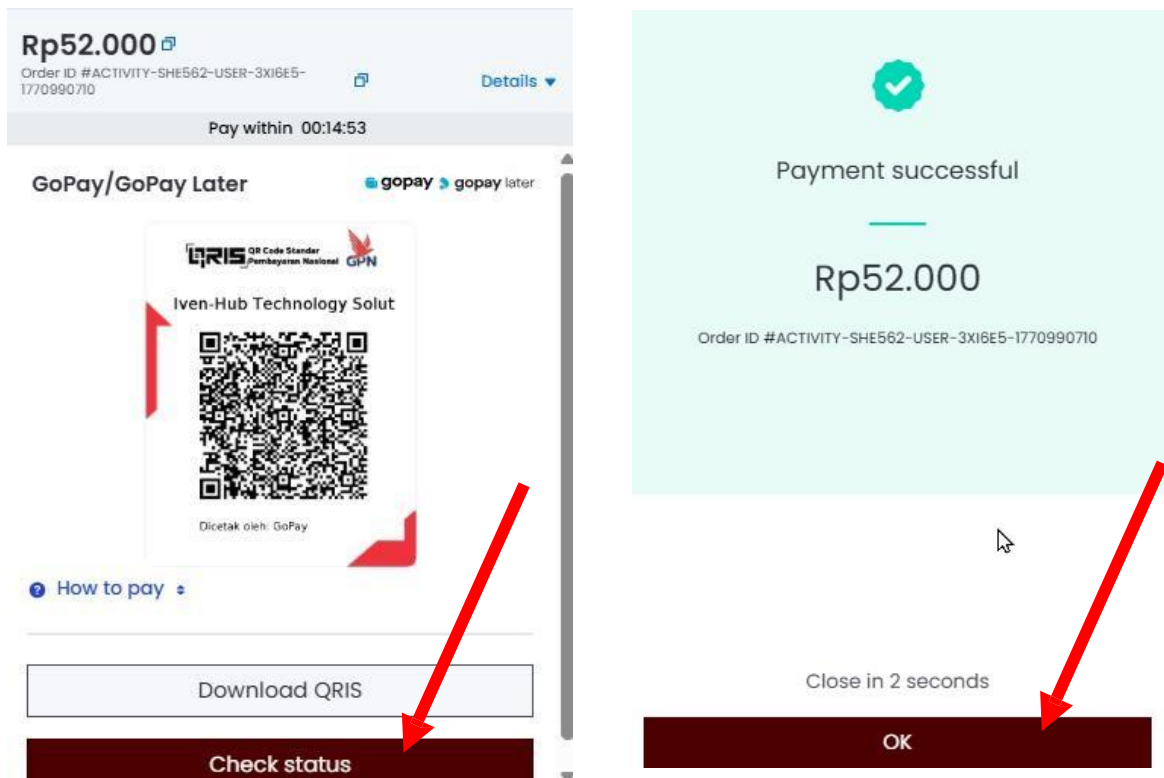 Rp52.000
Order ID #ACTIVITY-SHE562-USER-3XI6E5-
1770990710
Details
Pay within 00:14:53
GoPay/GoPay Later
gopay gopay later
QRIS QR Code Standar
Pembayaran Nasional GPN
Iven-Hub Technology Solut
Dicetak oleh: GoPay
How to pay
Download QRIS
Check status
Payment successful
Rp52.000
Order ID #ACTIVITY-SHE562-USER-3XI6E5-1770990710
Close in 2 seconds
OK